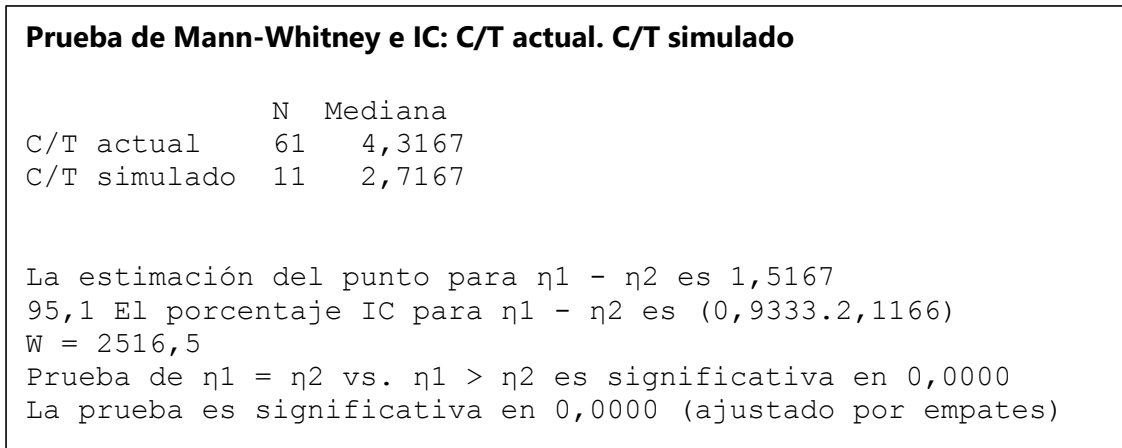 Prueba de Mann-Whitney e IC: C/T actual. C/T simulado
N Mediana
C/T actual 61 4,3167
C/T simulado 11 2,7167
La estimación del punto para η1 - η2 es 1,5167
95,1 El porcentaje IC para η1 - η2 es (0,9333.2,1166)
W = 2516,5
Prueba de η1 = η2 vs. η1 > η2 es significativa en 0,0000
La prueba es significativa en 0,0000 (ajustado por empates)